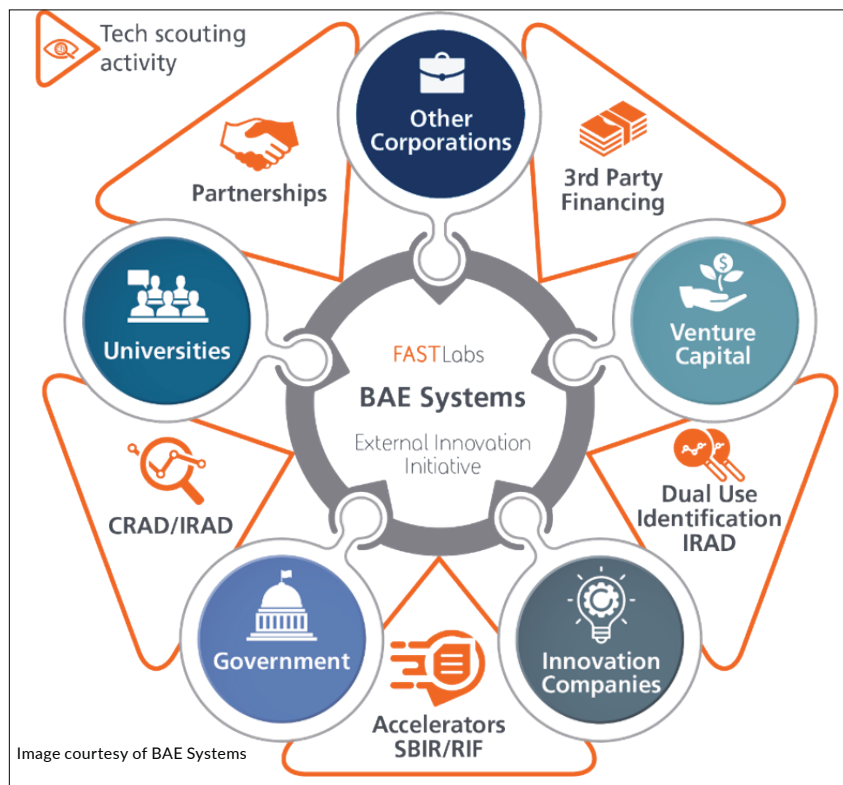 Tech scouting
activity
Other
Corporations
Partnerships
3rd Party
Financing
Universities
Venture
Capital
FASTLabs
BAE Systems
External Innovation
Initiative
CRAD/IRAD
Dual Use
Identification
IRAD
Government
Innovation
Companies
Accelerators
SBIR/RIF
Image courtesy of BAE Systems